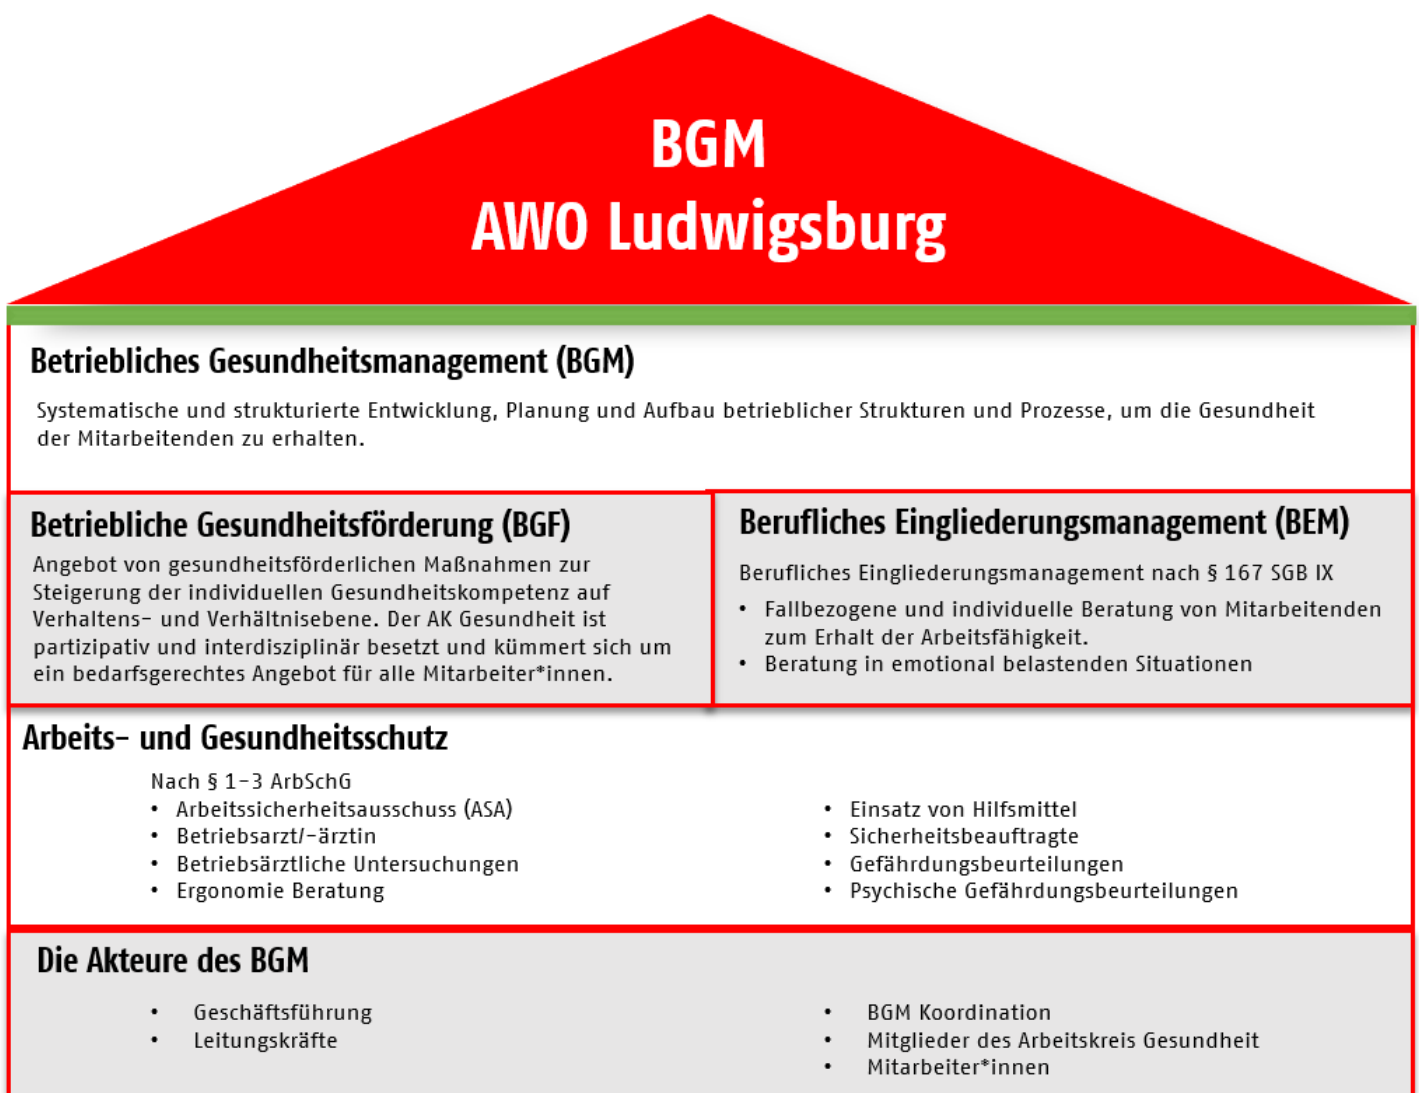 BGM
AWO Ludwigsburg
Betriebliches Gesundheitsmanagement (BGM)
Systematische und strukturierte Entwicklung, Planung und Aufbau betrieblicher Strukturen und Prozesse, um die Gesundheit
der Mitarbeitenden zu erhalten.
Betriebliche Gesundheitsförderung (BGF)
Angebot von gesundheitsförderlichen Maßnahmen zur
Steigerung der individuellen Gesundheitskompetenz auf
Verhaltens- und Verhältnisebene. Der AK Gesundheit ist
partizipativ und interdisziplinär besetzt und kümmert sich um
ein bedarfsgerechtes Angebot für alle Mitarbeiter*innen.
Berufliches Eingliederungsmanagement (BEM)
Berufliches Eingliederungsmanagement nach § 167 SGB IX
• Fallbezogene und individuelle Beratung von Mitarbeitenden
zum Erhalt der Arbeitsfähigkeit.
• Beratung in emotional belastenden Situationen
Arbeits- und Gesundheitsschutz
Nach § 1-3 ArbSchG
• Arbeitssicherheitsausschuss (ASA)
• Betriebsarzt/-ärztin
• Betriebsärztliche Untersuchungen
• Ergonomie Beratung
• Einsatz von Hilfsmittel
• Sicherheitsbeauftragte
• Gefährdungsbeurteilungen
• Psychische Gefährdungsbeurteilungen
Die Akteure des BGM
• Geschäftsführung
• Leitungskräfte
• BGM Koordination
• Mitglieder des Arbeitskreis Gesundheit
• Mitarbeiter*innen